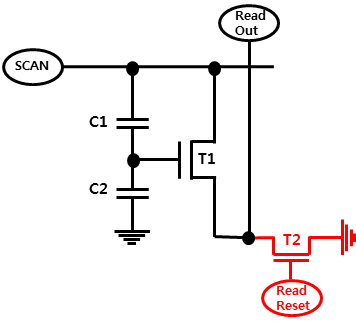 Read
Out
SCAN
C1
T1
C2
T2
Read
Reset